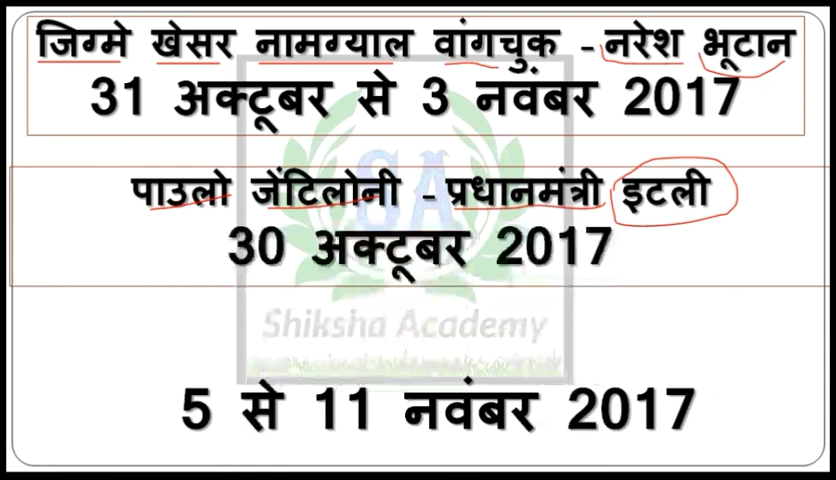 जिग्मे खेसर नामग्याल वांगचुक - नरेश भूटान
31 अक्टूबर से 3 नवंबर 2017
पाउलो जेंटिलोनी - प्रधानमंत्री इटली
SA
30 अक्टूबर 2017
Shiksha Academy
5 से 11 नवंबर 2017